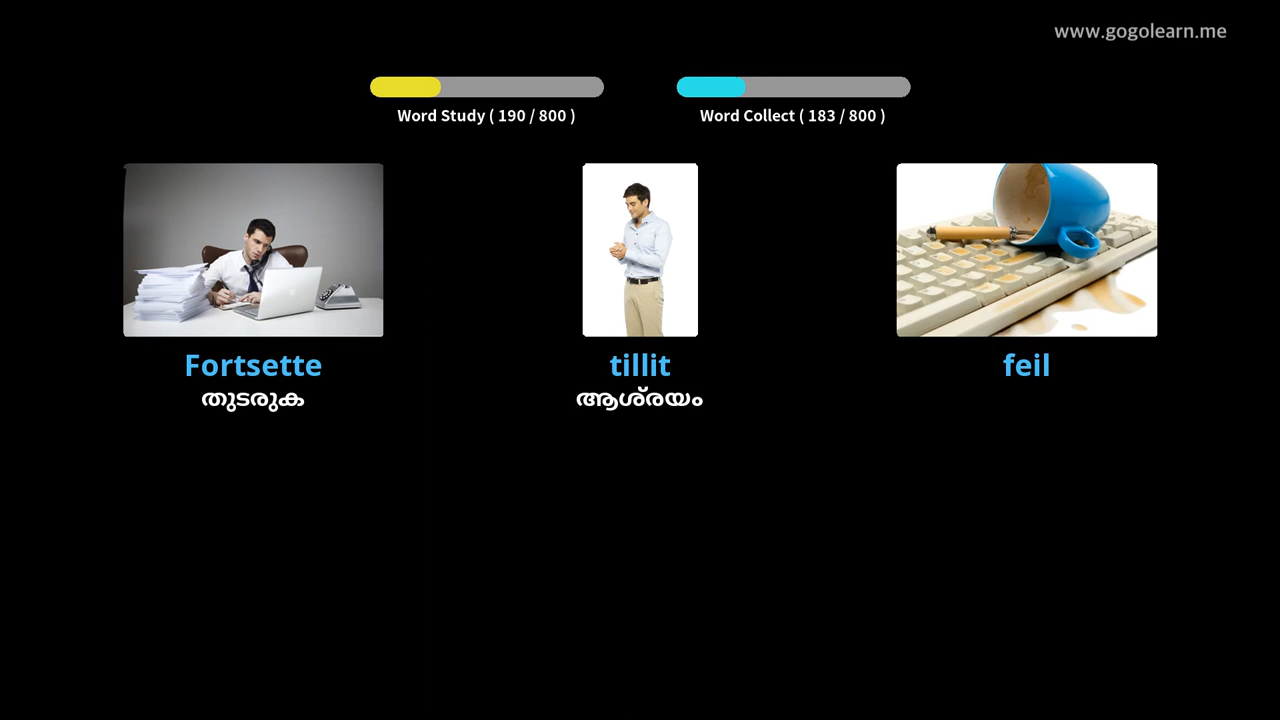 www.gogolearn.me
Word Study ( 190 / 800 )
Word Collect ( 183 / 800 )
Fortsette
തുടരുക
tillit
ആശ്രയം
feil